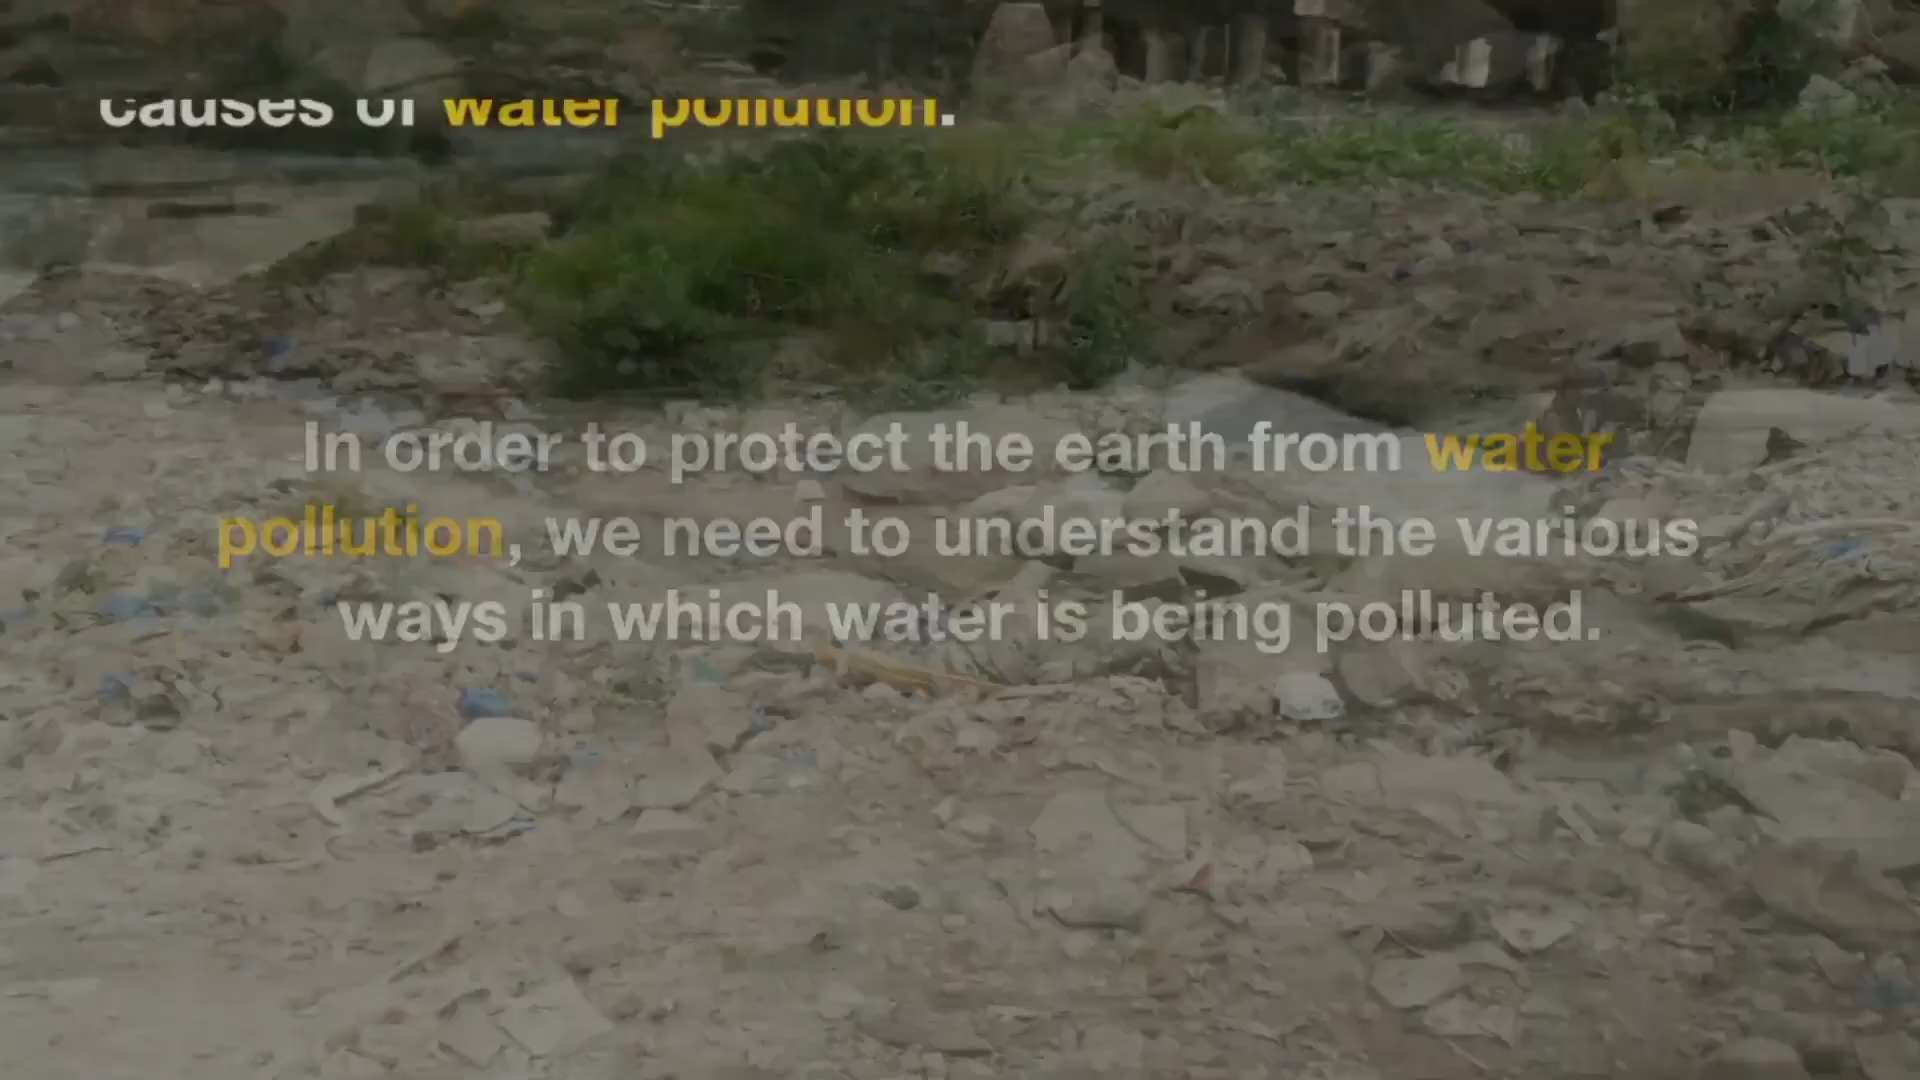 causes of water pollution.
In order to protect the earth from water
pollution, we need to understand the various
ways in which water is being polluted.